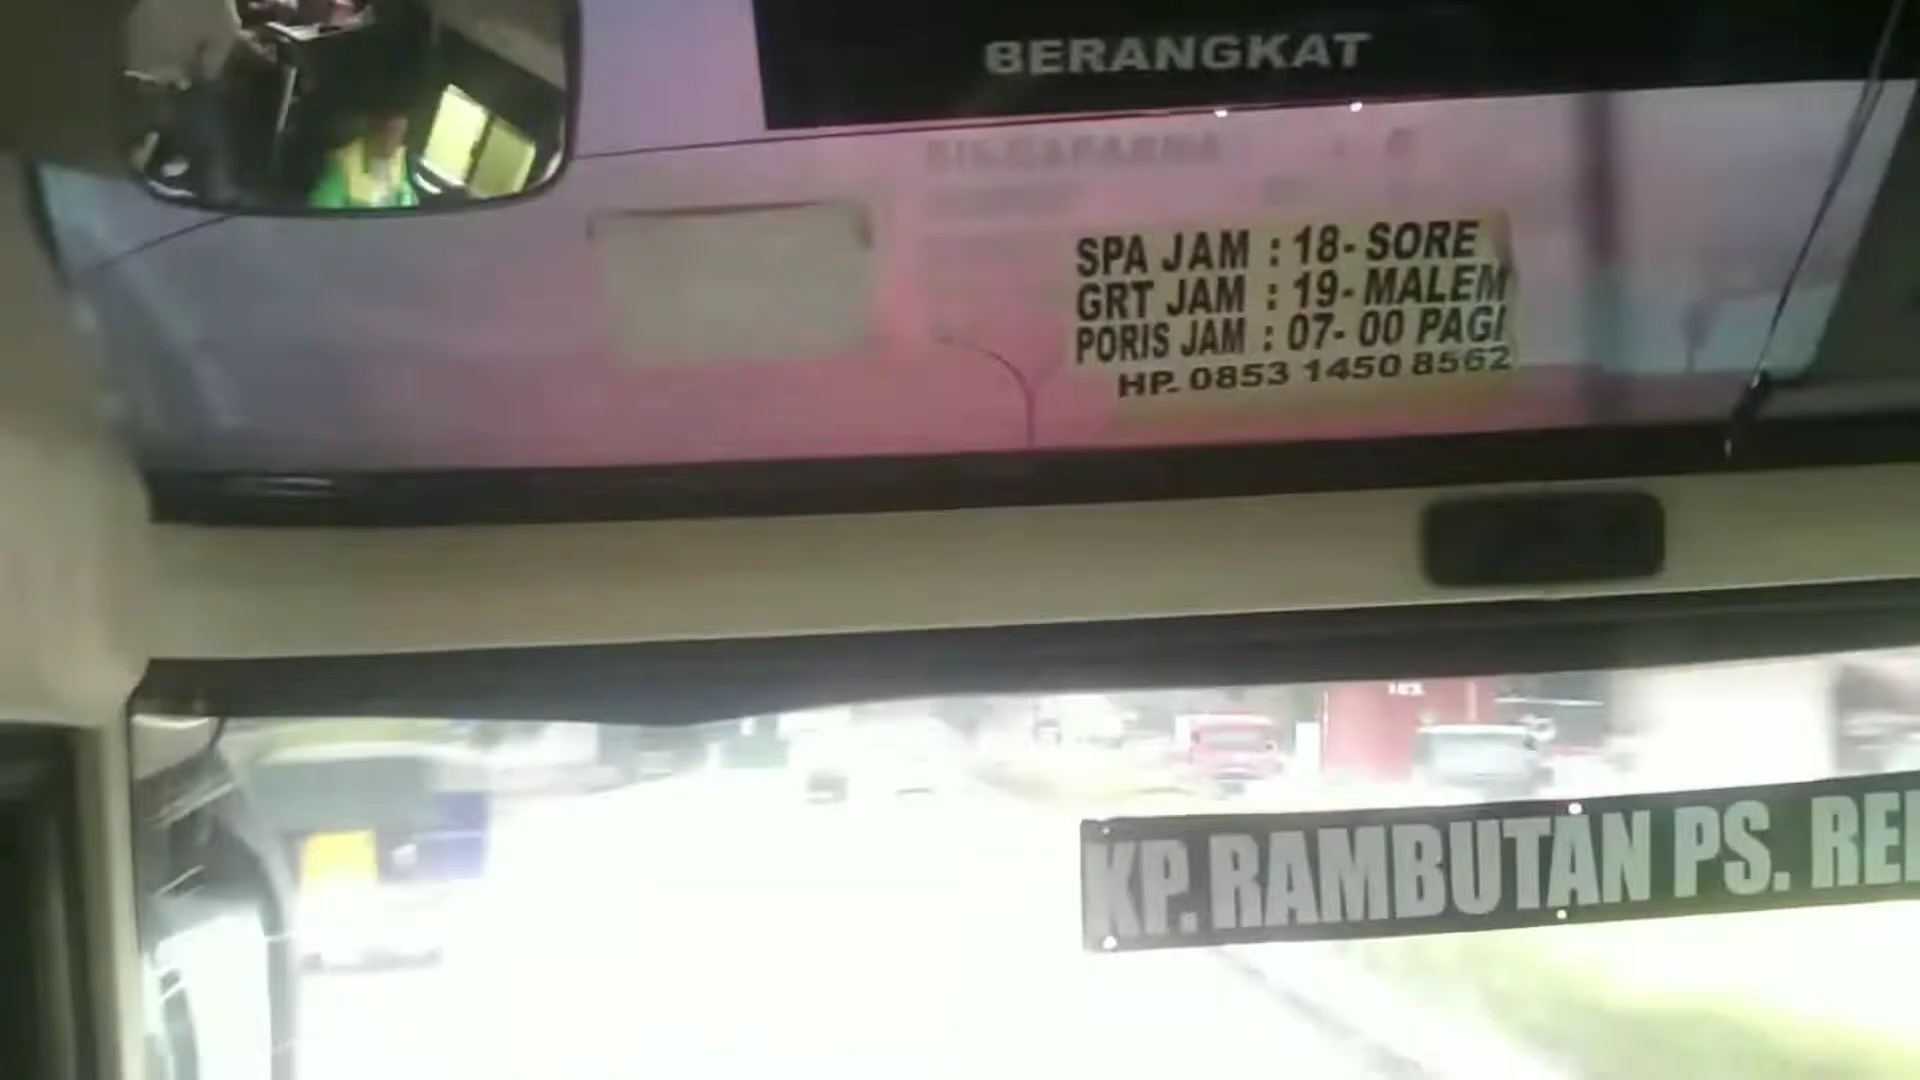 BERANGKAT
SPA JAM : 18- SORE
GRT JAM : 19- MALEM
PORIS JAM : 07- 00 PAGI
HP. 0853 1450 8562
KP. RAMBUTAN PS.